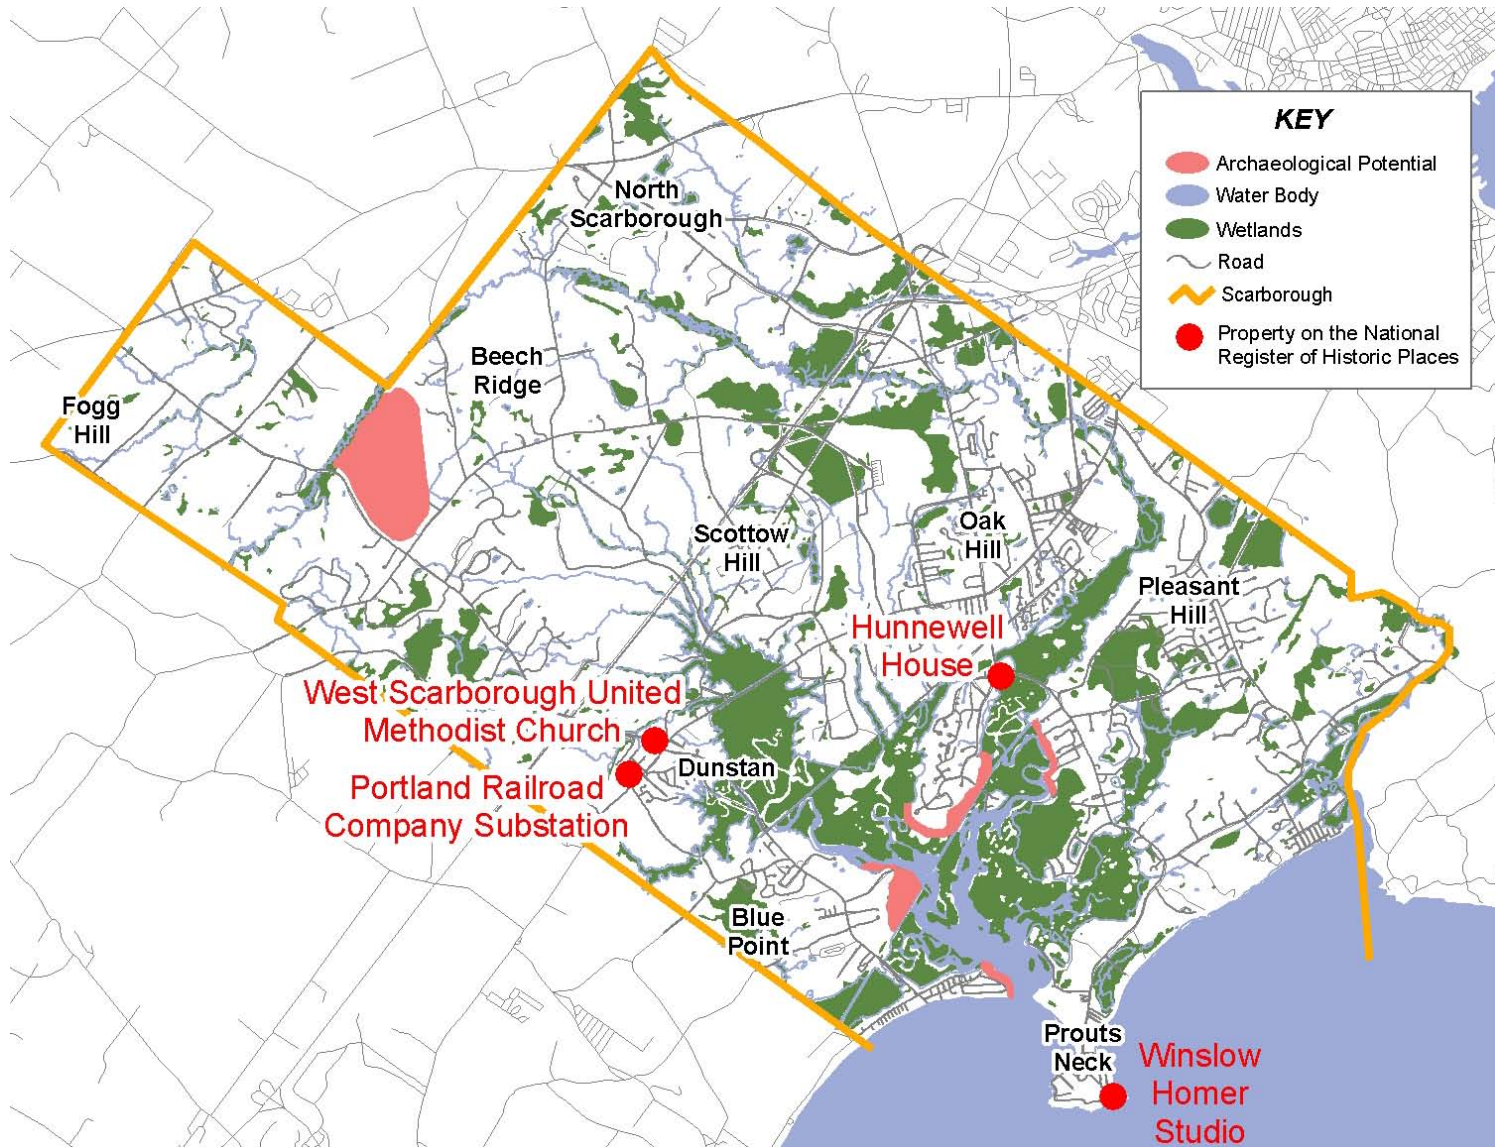 KEY
Archaeological Potential
Water Body
Wetlands
Road
Scarborough
Property on the National
Register of Historic Places
North
Scarborough
Beech
Ridge
Fogg
Hill
Scottow
Hill
Oak
Hill
Pleasant
Hill
Hunnewell
House
West Scarborough United
Methodist Church
Dunstan
Portland Railroad
Company Substation
Blue
Point
Prouts
Neck
Winslow
Homer
Studio